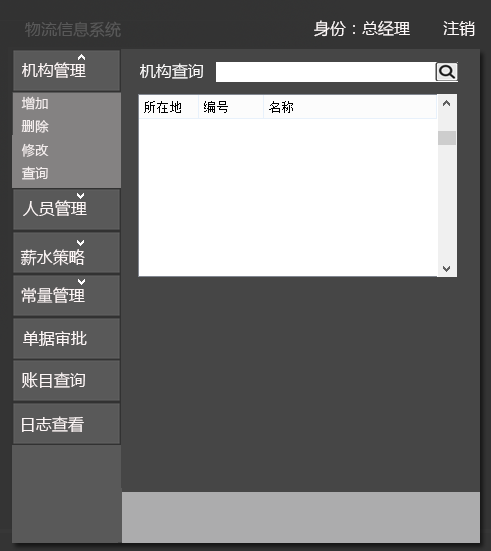 物流信息系统
身份：总经理 注销
机构管理
增加
删除
修改
查询
人员管理
薪水策略
常量管理
单据审批
账目查询
日志查看
机构查询
所在地 编号 名称